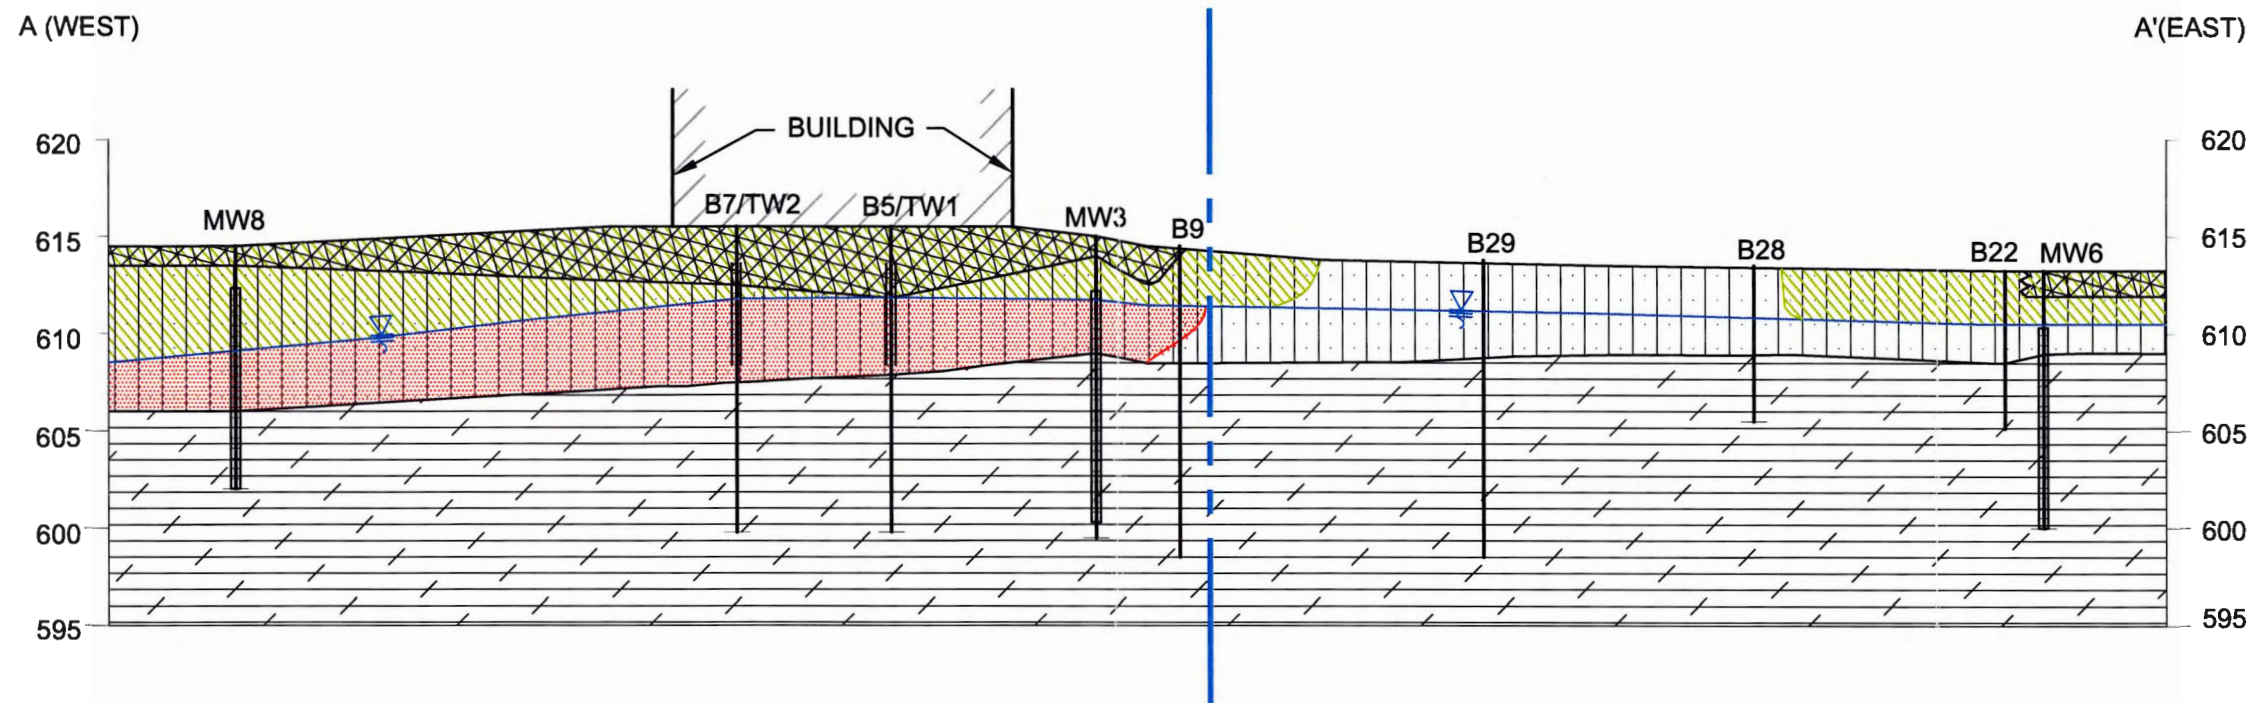 A (WEST)
A'(EAST)
BUILDING
620
620
B7/TW2
B5/TW1
MW8
MW3
B9
615
615
B29
B28
B22
MW6
610
610
605
605
600
600
595
595